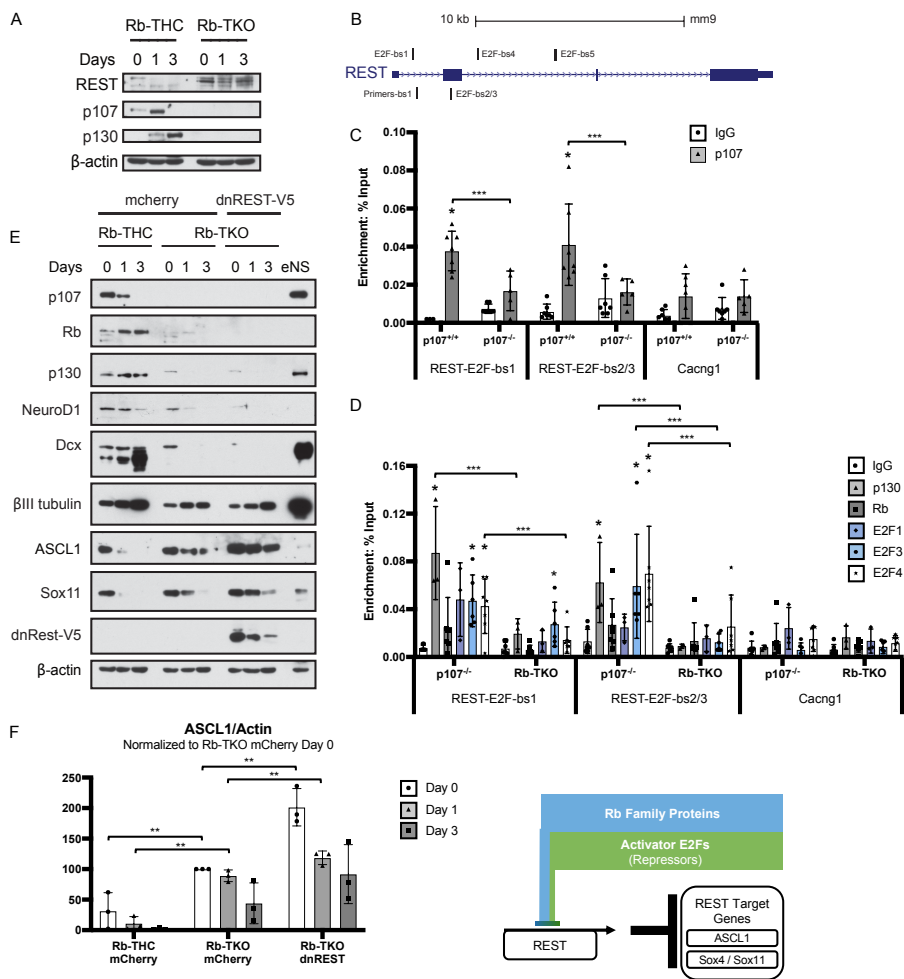 A
Rb-THC Rb-TKO
Days 0 1 3 0 1 3
REST
p107
p130
β-actin
B
10 kb mm9
E2F-bs1 E2F-bs4 E2F-bs5
REST
Primers-bs1 E2F-bs2/3
C
IgG
p107
Enrichment: % Input
0.10
0.08
0.06
0.04
0.02
0.00
* *** * ***
p107+/+ p107-/- p107+/+ p107-/- p107+/+ p107-/-
REST-E2F-bs1 REST-E2F-bs2/3 Cacng1
D
IgG
p130
Rb
E2F1
E2F3
E2F4
Enrichment: % Input
0.16
0.12
0.08
0.04
0.00
***
***
*** ***
* * * *** * * * *
p107-/- Rb-TKO p107-/- Rb-TKO p107-/- Rb-TKO
REST-E2F-bs1 REST-E2F-bs2/3 Cacng1
E
mcherry dnREST-V5
Rb-THC Rb-TKO
Days 0 1 3 0 1 3 0 1 3 eNS
p107
Rb
p130
NeuroD1
Dcx
βIII tubulin
ASCL1
Sox11
dnRest-V5
β-actin
F
ASCL1/Actin
Normalized to Rb-TKO mCherry Day 0
250
200
150
100
50
0
**
**
**
**
Rb-THC mCherry
Rb-TKO mCherry
Rb-TKO dnREST
Day 0
Day 1
Day 3
Rb Family Proteins
Activator E2Fs
(Repressors)
REST
REST Target
Genes
ASCL1
Sox4 / Sox11